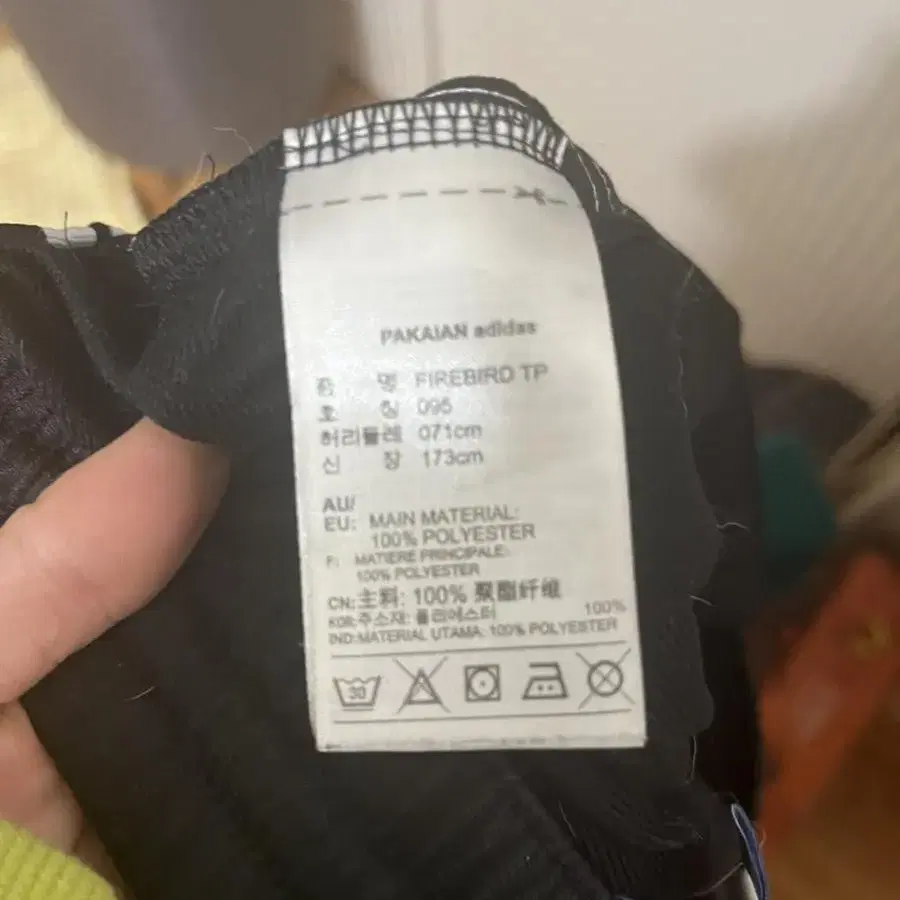 PAKAIAN adidas
품 명 FIREBIRD TP
호 칭 095
허리둘레 071cm
신 장 173cm
AU/
EU: MAIN MATERIAL:
100% POLYESTER
F: MATIERE PRINCIPALE:
100% POLYESTER
CN:主料: 100% 聚酯纤维
KOR:주소재: 폴리에스터 100%
IND:MATERIAL UTAMA: 100% POLYESTER
30